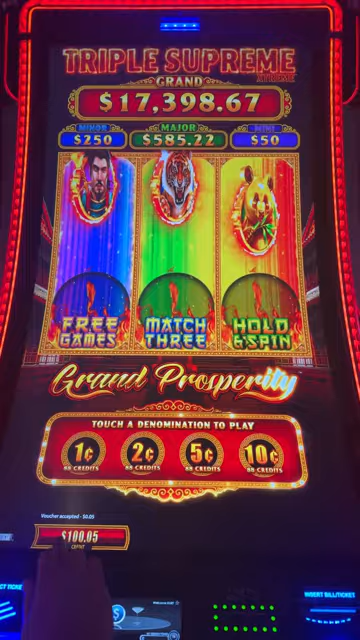 TRIPLE SUPREME
XTREME
GRAND
$17,398.67
MINOR
MAJOR
$250
$585.22
$50
FREE GAMES
MATCH THREE
HOLD & SPIN
Grand Prosperity
TOUCH A DENOMINATION TO PLAY
1¢
2¢
5¢
10¢
88 CREDITS
88 CREDITS
88 CREDITS
88 CREDITS
Voucher accepted - $0.05
$100.05
CREDIT
INSERT BILL/TICKET